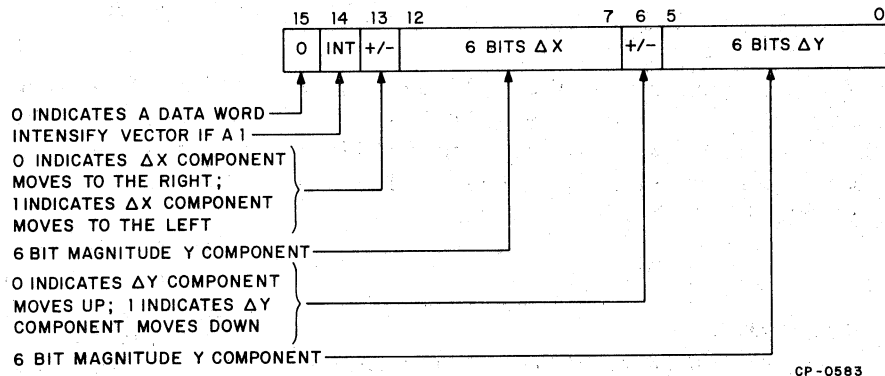 15 14 13 12 7 6 5 0
0 INT +/- 6 BITS ΔX +/- 6 BITS ΔY
0 INDICATES A DATA WORD
INTENSIFY VECTOR IF A 1
0 INDICATES ΔX COMPONENT
MOVES TO THE RIGHT;
1 INDICATES ΔX COMPONENT
MOVES TO THE LEFT
6 BIT MAGNITUDE Y COMPONENT
0 INDICATES ΔY COMPONENT
MOVES UP; 1 INDICATES ΔY
COMPONENT MOVES DOWN
6 BIT MAGNITUDE Y COMPONENT
CP-0583